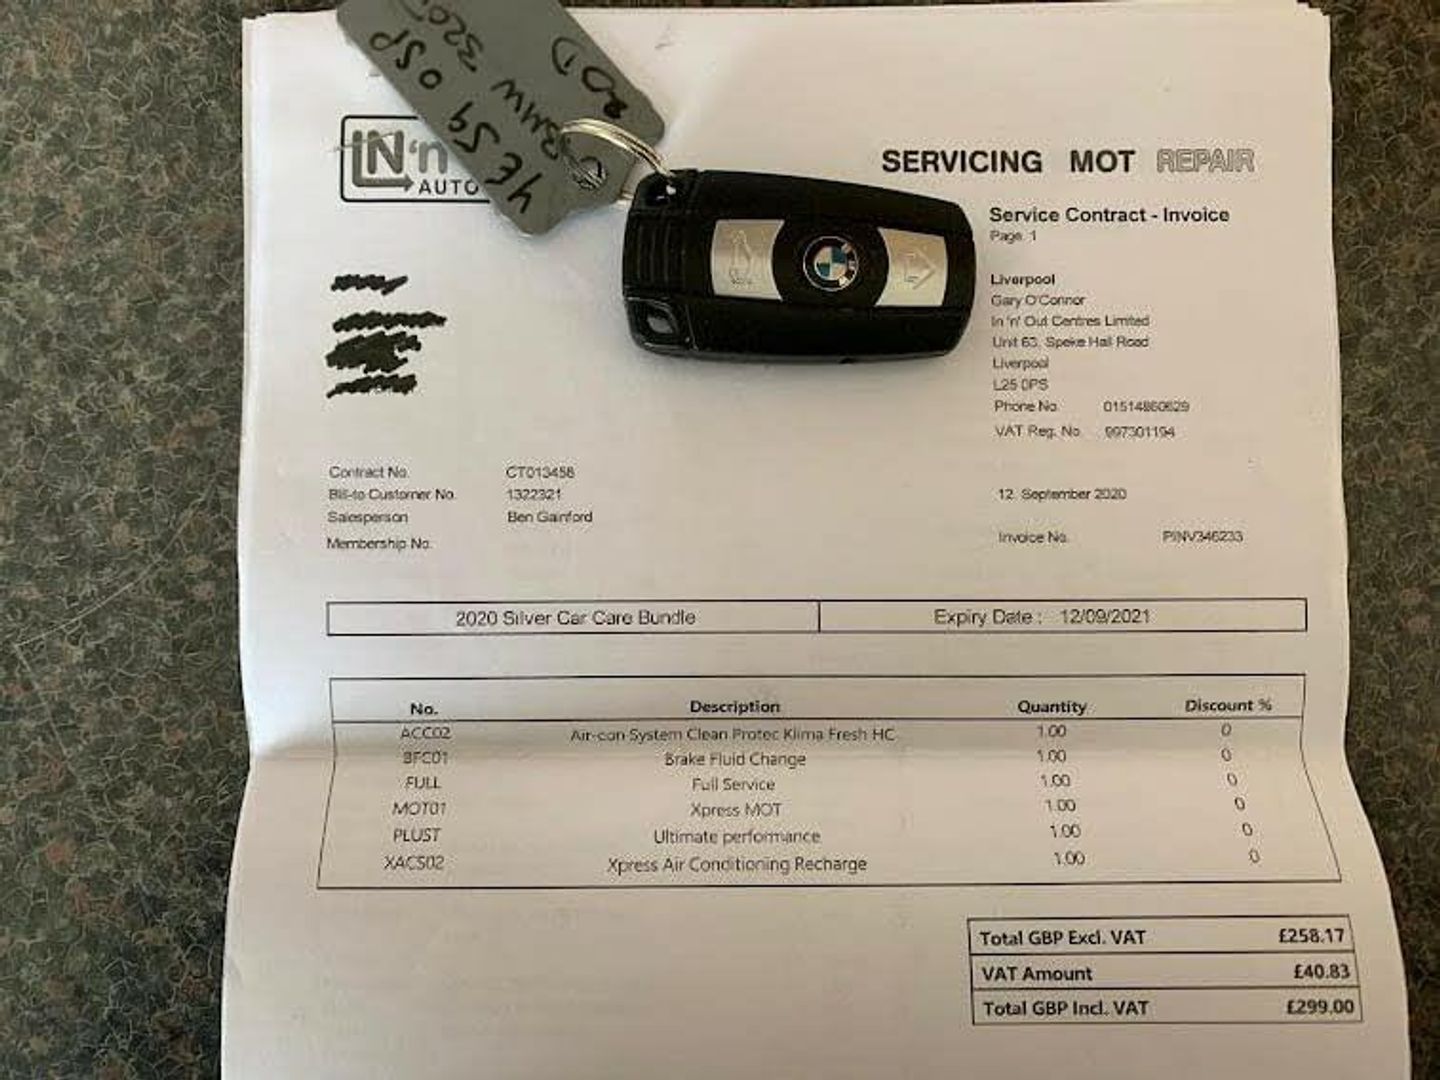 YE59 OSP
BMW 320D
ROD
IN 'n
AUTO
SERVICING MOT REPAIR
Service Contract - Invoice
Page. 1
Liverpool
Gary O'Connor
In 'n' Out Centres Limited
Unit 63, Speke Hall Road
Liverpool
L25 0PS
Phone No. 01514860629
VAT Reg. No. 997301194
Contract No. CT013458
Bill-to Customer No. 1322321
12. September 2020
Salesperson Ben Gainford
Membership No.
Invoice No. PINV346233
2020 Silver Car Care Bundle Expiry Date : 12/09/2021
No. Description Quantity Discount %
ACC02 Air-con System Clean Protec Klima Fresh HC 1.00 0
BFC01 Brake Fluid Change 1.00 0
FULL Full Service 1.00 0
MOT01 Xpress MOT 1.00 0
PLUST Ultimate performance 1.00 0
XACS02 Xpress Air Conditioning Recharge 1.00 0
Total GBP Excl. VAT £258.17
VAT Amount £40.83
Total GBP Incl. VAT £299.00